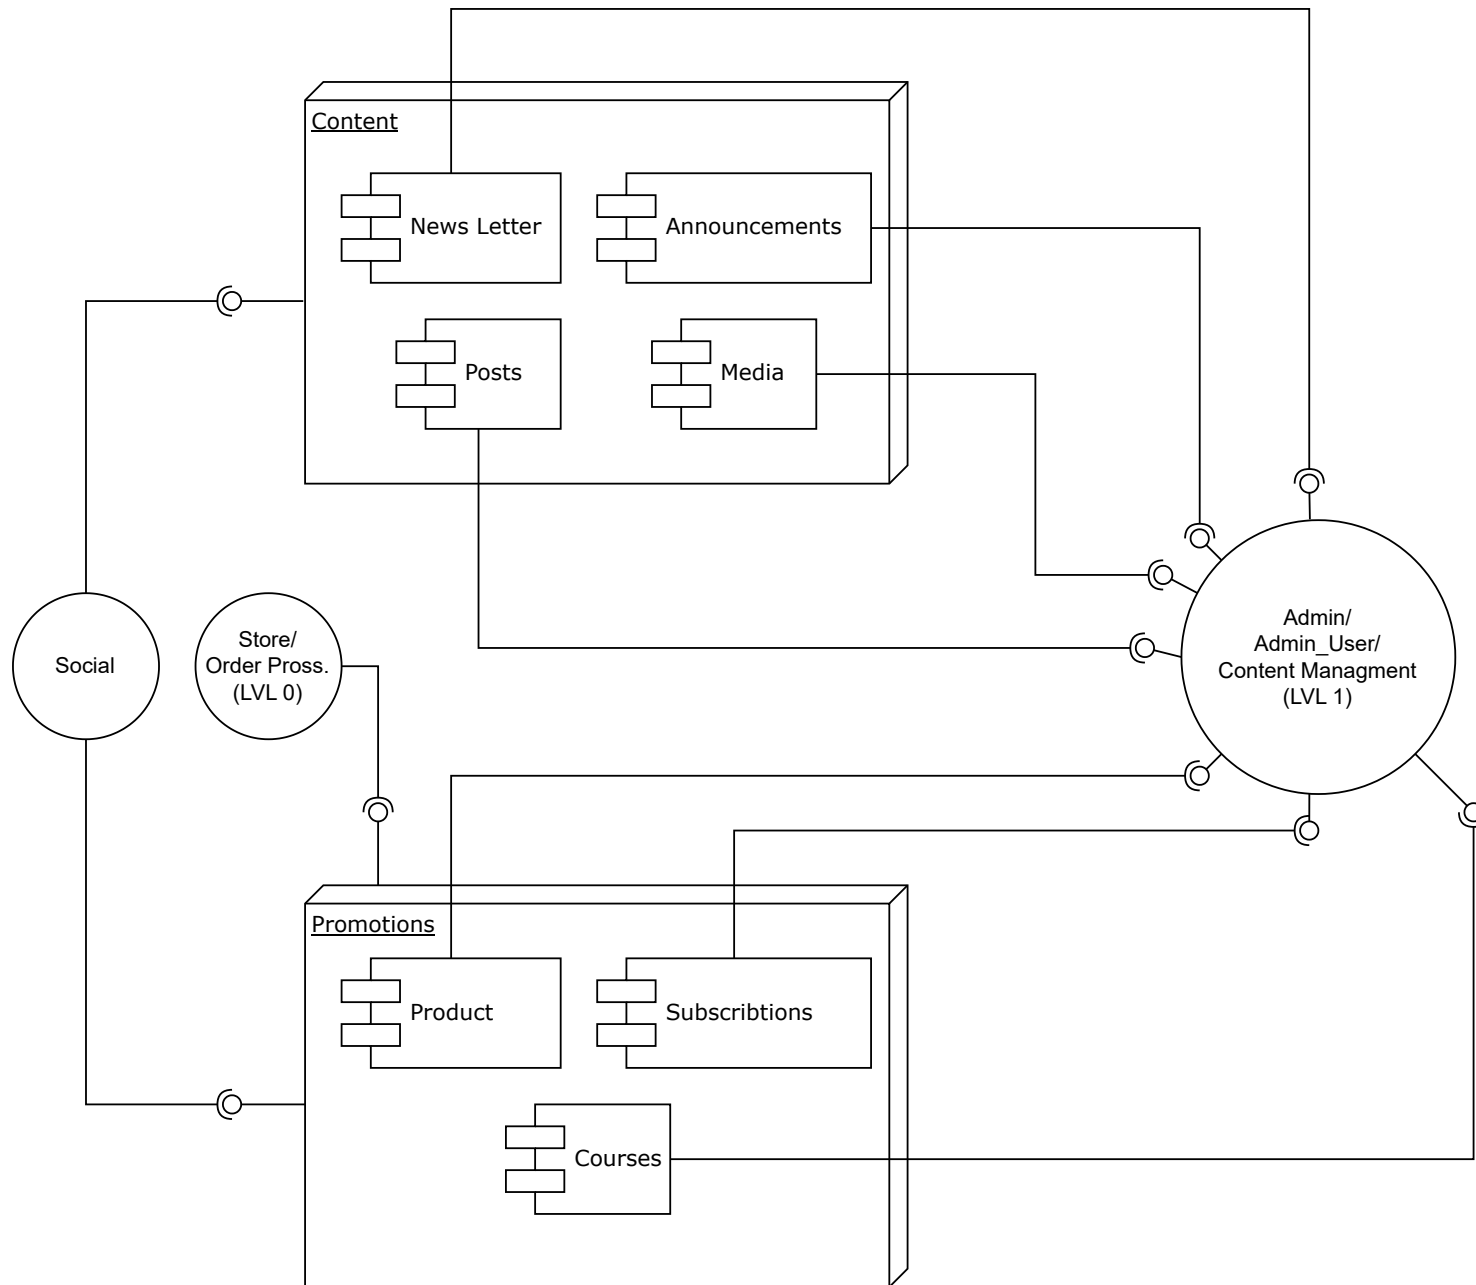 Content
News Letter
Announcements
Posts
Media
Social
Store/
Order Pross.
(LVL 0)
Admin/
Admin_User/
Content Managment
(LVL 1)
Promotions
Product
Subscribtions
Courses